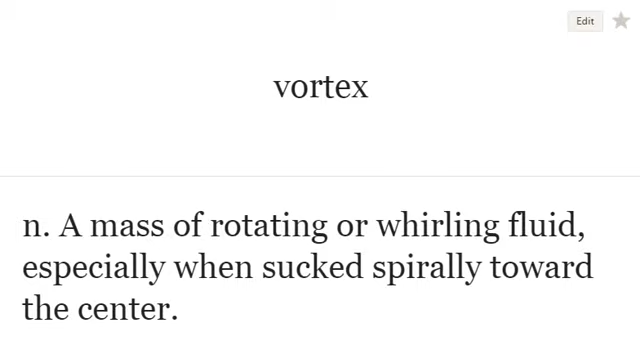 Edit
vortex
n. A mass of rotating or whirling fluid,
especially when sucked spirally toward
the center.